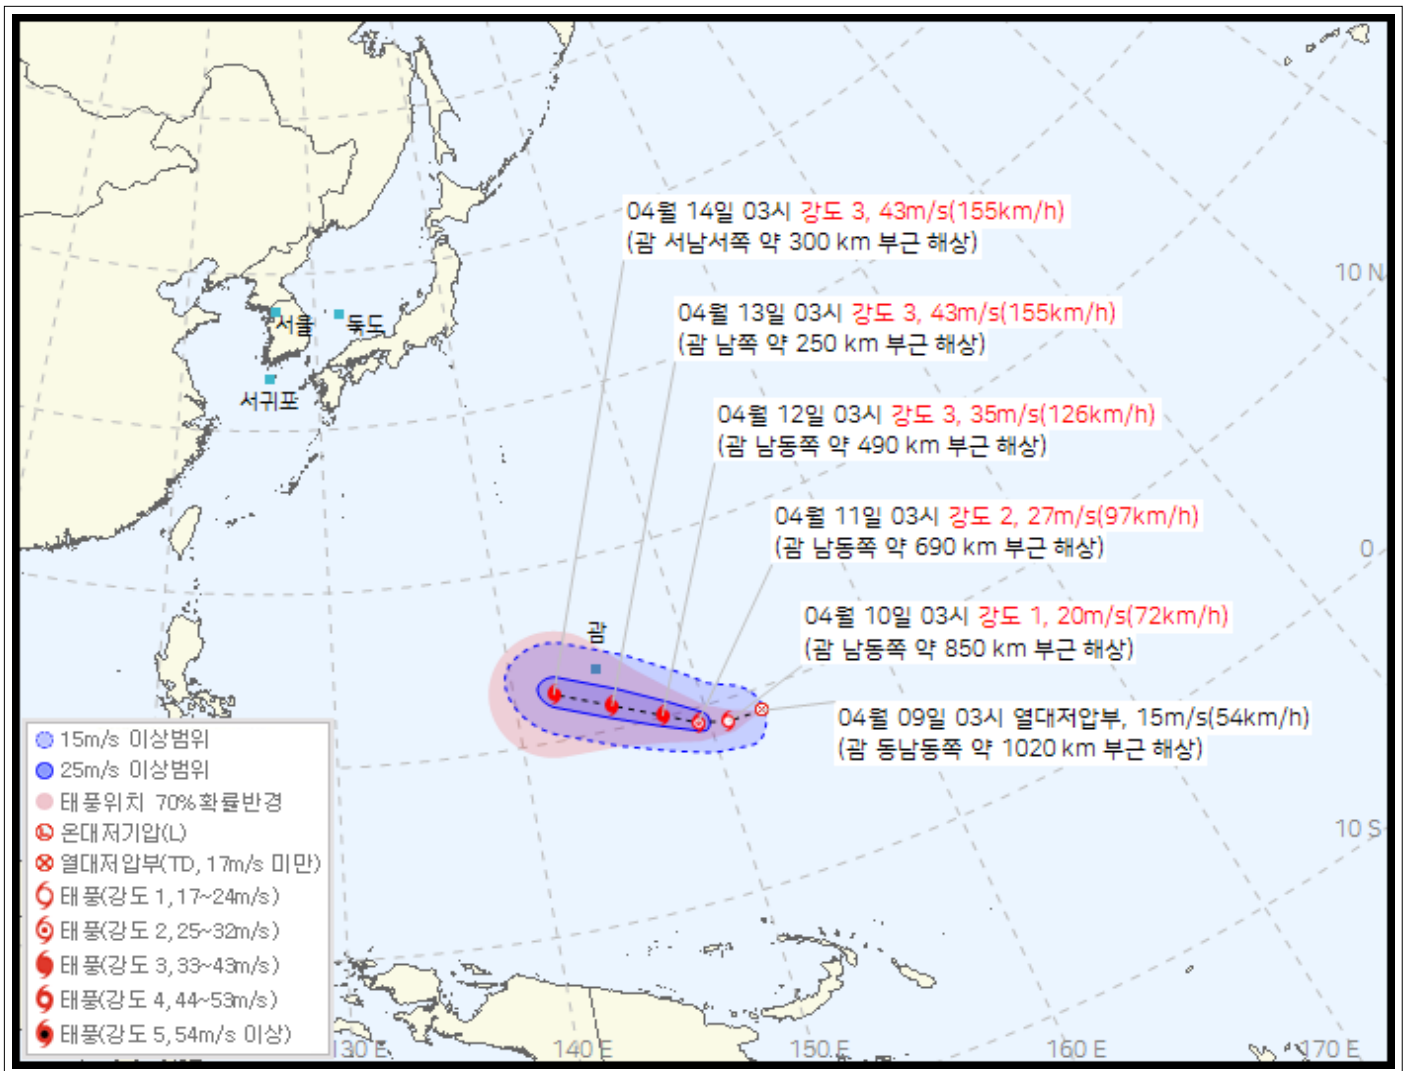 04월 14일 03시 강도 3, 43m/s(155km/h)
(괌 서남서쪽 약 300 km 부근 해상)
10 N
04월 13일 03시 강도 3, 43m/s(155km/h)
(괌 남쪽 약 250 km 부근 해상)
서울
독도
서귀포
04월 12일 03시 강도 3, 35m/s(126km/h)
(괌 남동쪽 약 490 km 부근 해상)
04월 11일 03시 강도 2, 27m/s(97km/h)
(괌 남동쪽 약 690 km 부근 해상)
0
04월 10일 03시 강도 1, 20m/s(72km/h)
(괌 남동쪽 약 850 km 부근 해상)
괌
04월 09일 03시 열대저압부, 15m/s(54km/h)
(괌 동남동쪽 약 1020 km 부근 해상)
10 S
15m/s 이상범위
25m/s 이상범위
태풍위치 70%확률반경
온대저기압(L)
열대저압부(TD, 17m/s 미만)
태풍(강도 1, 17~24m/s)
태풍(강도 2, 25~32m/s)
태풍(강도 3, 33~43m/s)
태풍(강도 4, 44~53m/s)
태풍(강도 5, 54m/s 이상)
130 E
140 E
150 E
160 E
170 E